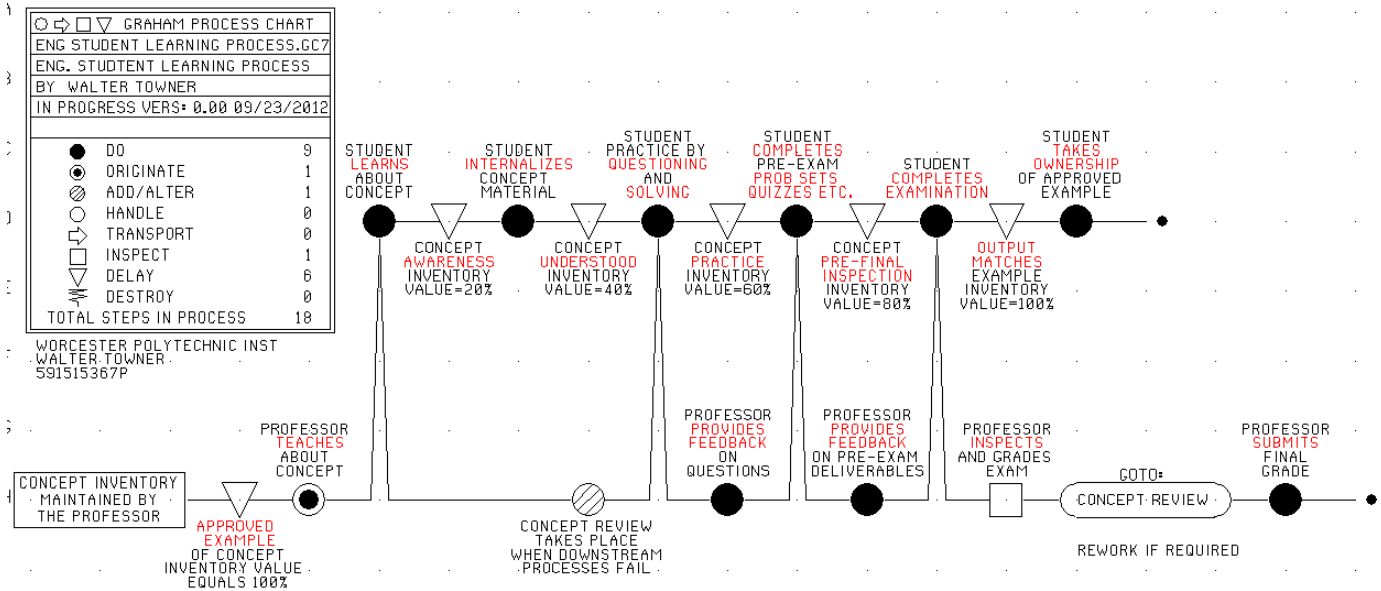 GRAHAM PROCESS CHART
ENG STUDENT LEARNING PROCESS.GC7
ENG. STUDTENT LEARNING PROCESS
BY WALTER TOWNER
IN PROGRESS VERS: 0.00 09/23/2012
DO 9
ORIGINATE 1
ADD/ALTER 1
HANDLE 0
TRANSPORT 0
INSPECT 1
DELAY 6
DESTROY 0
TOTAL STEPS IN PROCESS 18
WORCESTER POLYTECHNIC INST
WALTER TOWNER
591515367P
STUDENT
LEARNS
ABOUT
CONCEPT
STUDENT
INTERNALIZES
CONCEPT
MATERIAL
STUDENT
PRACTICE BY
QUESTIONING
AND
SOLVING
STUDENT
COMPLETES
PRE-EXAM
PROB SETS
QUIZZES ETC.
STUDENT
COMPLETES
EXAMINATION
STUDENT
TAKES
OWNERSHIP
OF APPROVED
EXAMPLE
CONCEPT
AWARENESS
INVENTORY
VALUE=20%
CONCEPT
UNDERSTOOD
INVENTORY
VALUE=40%
CONCEPT
PRACTICE
INVENTORY
VALUE=60%
CONCEPT
PRE-FINAL
INSPECTION
INVENTORY
VALUE=80%
OUTPUT
MATCHES
EXAMPLE
INVENTORY
VALUE=100%
CONCEPT INVENTORY
MAINTAINED BY
THE PROFESSOR
APPROVED
EXAMPLE
OF CONCEPT
INVENTORY VALUE
EQUALS 100%
PROFESSOR
TEACHES
ABOUT
CONCEPT
CONCEPT REVIEW
TAKES PLACE
WHEN DOWNSTREAM
PROCESSES FAIL
PROFESSOR
PROVIDES
FEEDBACK
ON
QUESTIONS
PROFESSOR
PROVIDES
FEEDBACK
ON PRE-EXAM
DELIVERABLES
PROFESSOR
INSPECTS
AND GRADES
EXAM
GOTO:
CONCEPT REVIEW
REWORK IF REQUIRED
PROFESSOR
SUBMITS
FINAL
GRADE